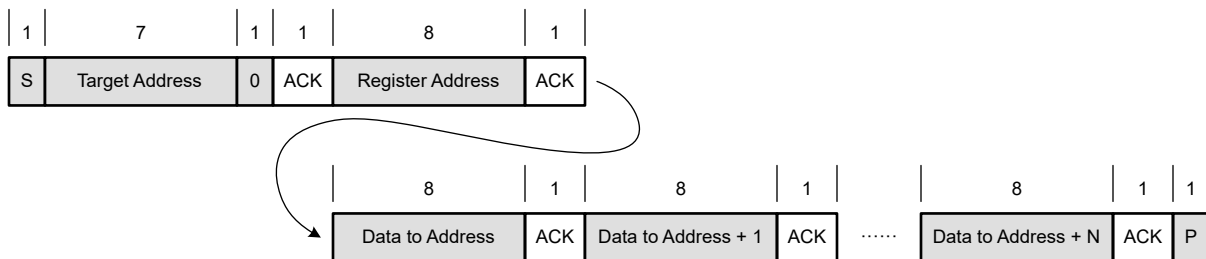 1 7 1 1 8 1
S Target Address 0 ACK Register Address ACK
8 1 8 1 8 1 1
Data to Address ACK Data to Address + 1 ACK ...... Data to Address + N ACK P